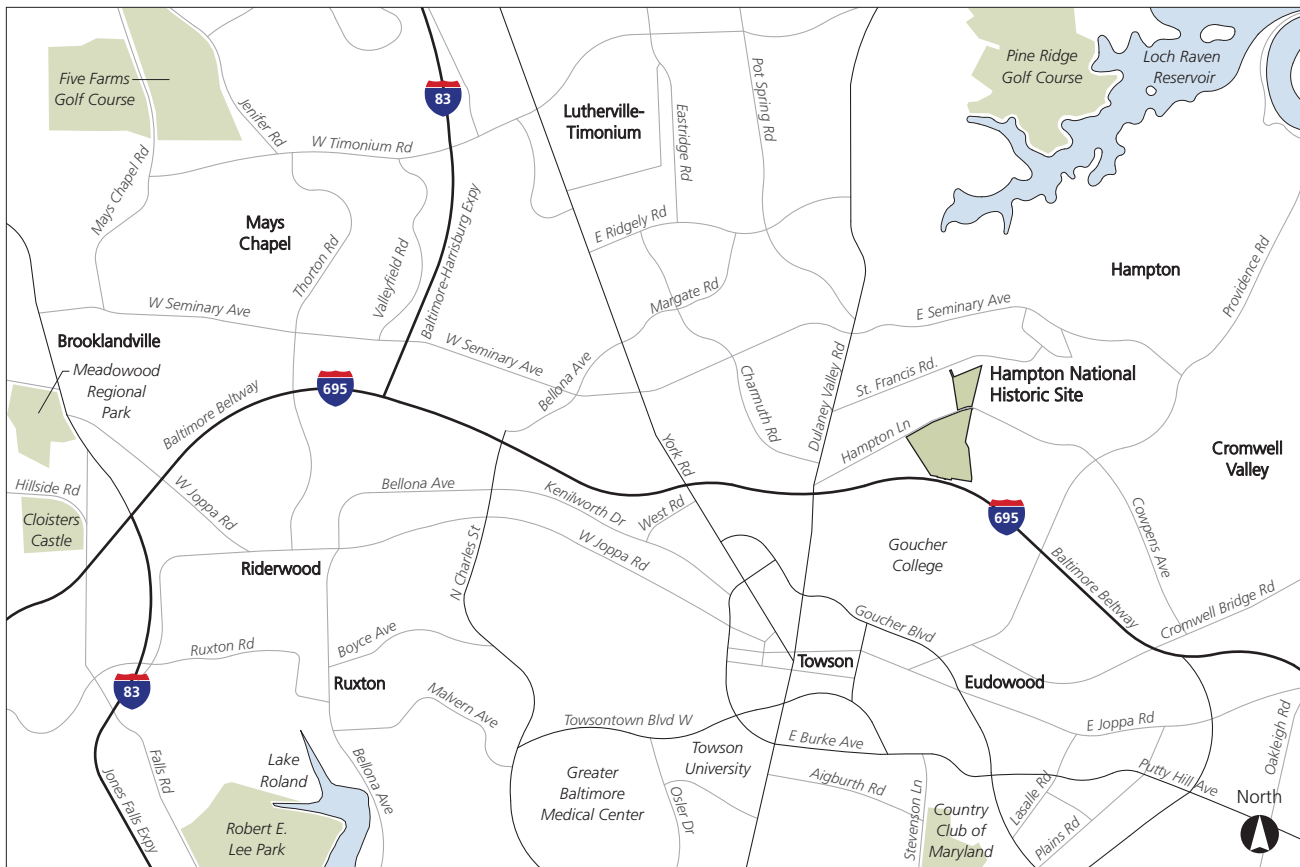 Five Farms
Golf Course
83
Lutherville-
Timonium
Pot Spring Rd
Pine Ridge
Golf Course
Loch Raven
Reservoir
Jenifer Rd
Eastridge Rd
W Timonium Rd
Mays Chapel Rd
Mays
Chapel
Thorton Rd
Valleyfield Rd
Baltimore-Harrisburg Expy
E Ridgely Rd
Hampton
Providence Rd
Margate Rd
W Seminary Ave
E Seminary Ave
Brooklandville
Meadowood
Regional
Park
W Seminary Ave
Bellona Ave
Charmuth Rd
Dulaney Valley Rd
St. Francis Rd.
Hampton National
Historic Site
695
Baltimore Beltway
Hampton Ln
York Rd
Cromwell
Valley
Hillside Rd
W Joppa Rd
Bellona Ave
Kenilworth Dr
West Rd
Cloisters
Castle
695
Cowpens Ave
Goucher
College
W Joppa Rd
N Charles St
Riderwood
Baltimore Beltway
Goucher Blvd
Cromwell Bridge Rd
Ruxton Rd
Boyce Ave
Towson
83
Ruxton
Eudowood
Malvern Ave
Towsontown Blvd W
E Joppa Rd
Oakleigh Rd
E Burke Ave
Towson
University
Falls Rd
Lake
Roland
Bellona Ave
Greater
Baltimore
Medical Center
Aigburth Rd
Putty Hill Ave
Jones Falls Expy
Osler Dr
Stevenson Ln
Country
Club of
Maryland
Lasalle Rd
Plains Rd
North
Robert E.
Lee Park